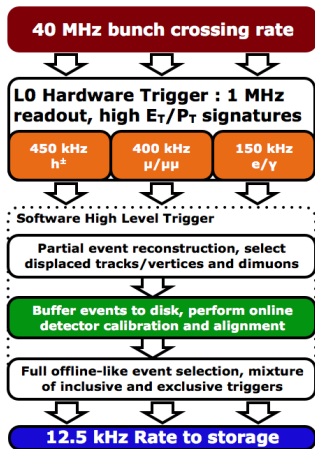 40 MHz bunch crossing rate
L0 Hardware Trigger : 1 MHz
readout, high Eᴛ/Pᴛ signatures
450 kHz
h±
400 kHz
μ/μμ
150 kHz
e/γ
Software High Level Trigger
Partial event reconstruction, select
displaced tracks/vertices and dimuons
Buffer events to disk, perform online
detector calibration and alignment
Full offline-like event selection, mixture
of inclusive and exclusive triggers
12.5 kHz Rate to storage